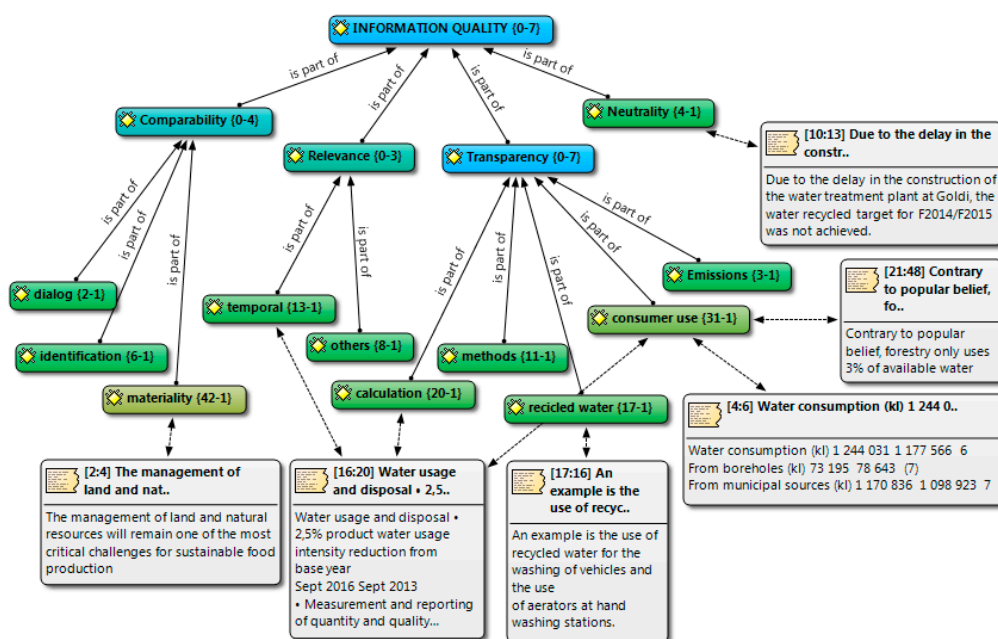 INFORMATION QUALITY {0-7}
is part of
is part of
is part of
is part of
Comparability {0-4}
Relevance {0-3}
Transparency {0-7}
Neutrality {4-1}
[10:13] Due to the delay in the
constr..
Due to the delay in the construction of
the water treatment plant at Goldi, the
water recycled target for F2014/F2015
was not achieved.
is part of
is part of
is part of
is part of
is part of
is part of
is part of
is part of
is part of
is part of
dialog {2-1}
identification {6-1}
materiality {42-1}
temporal {13-1}
others {8-1}
calculation {20-1}
methods {11-1}
recicled water {17-1}
consumer use {31-1}
Emissions {3-1}
[21:48] Contrary
to popular belief,
fo..
Contrary to popular
belief, forestry only uses
3% of available water
[4:6] Water consumption (kl) 1 244 0..
Water consumption (kl) 1 244 031 1 177 566 6
From boreholes (kl) 73 195 78 643 (7)
From municipal sources (kl) 1 170 836 1 098 923 7
[2:4] The management of
land and nat..
The management of land and natural
resources will remain one of the most
critical challenges for sustainable food
production
[16:20] Water usage
and disposal • 2,5..
Water usage and disposal •
2,5% product water usage
intensity reduction from
base year
Sept 2016 Sept 2013
• Measurement and reporting
of quantity and quality...
[17:16] An
example is the
use of recyc..
An example is the use of
recycled water for the
washing of vehicles and
the use
of aerators at hand
washing stations.